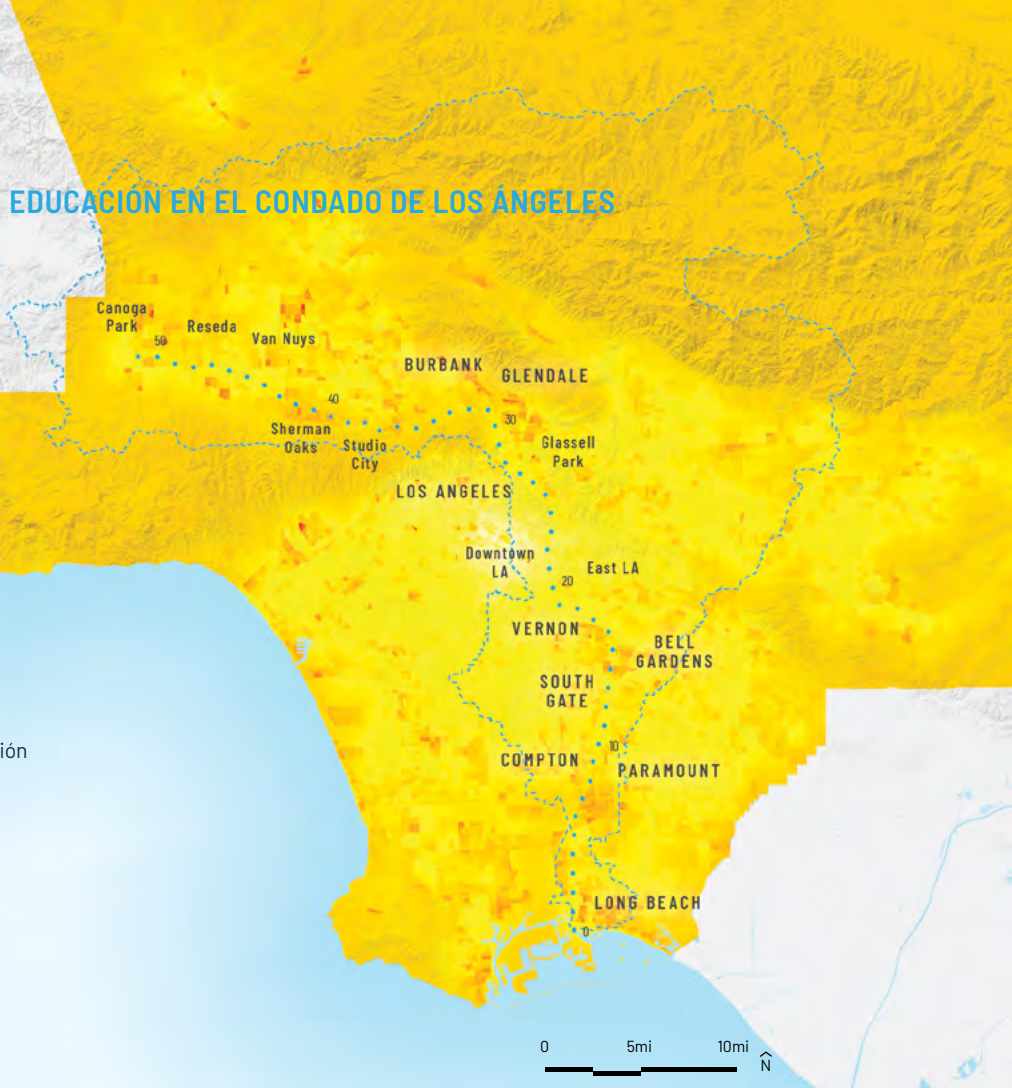 EDUCACIÓN EN EL CONDADO DE LOS ÁNGELES
Canoga
Park
50
Reseda
Van Nuys
BURBANK
GLENDALE
40
30
Sherman
Oaks
Studio
City
Glassell
Park
LOS ANGELES
Downtown
LA
East LA
20
VERNON
BELL
GARDENS
SOUTH
GATE
ión
10
COMPTON
PARAMOUNT
LONG BEACH
0
0 5mi 10mi
N